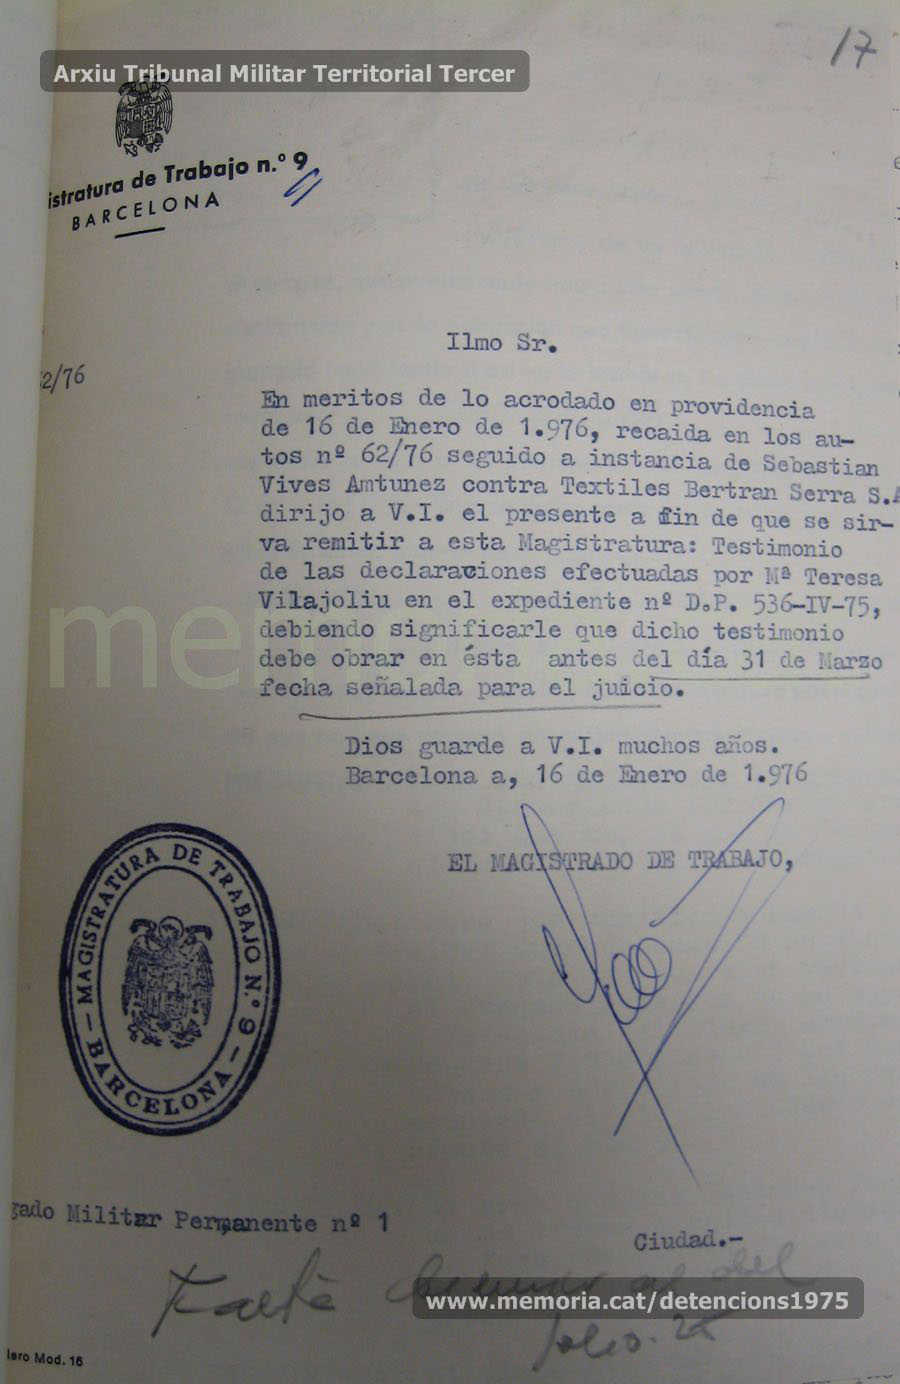 17
Arxiu Tribunal Militar Territorial Tercer
istratura de Trabajo n.º 9
BARCELONA
Ilmo Sr.
2/76
En meritos de lo acrodado en providencia
de 16 de Enero de 1.976, recaida en los au-
tos nº 62/76 seguido a instancia de Sebastian
Vives Amtunez contra Textiles Bertran Serra S.A
dirijo a V.I. el presente a fin de que se sir-
va remitir a esta Magistratura: Testimonio
de las declaraciones efectuadas por Mª Teresa
Vilajoliu en el expediente nº D.P. 536-IV-75,
debiendo significarle que dicho testimonio
debe obrar en ésta antes del día 31 de Marzo
fecha señalada para el juicio.
Dios guarde a V.I. muchos años.
Barcelona a, 16 de Enero de 1.976
EL MAGISTRADO DE TRABAJO,
MAGISTRATURA DE TRABAJO N.º 9
- BARCELONA -
gado Militar Permanente nº 1
Ciudad.-
Falta
del
www.memoria.cat/detencions1975
folio. 25
lero Mod. 16